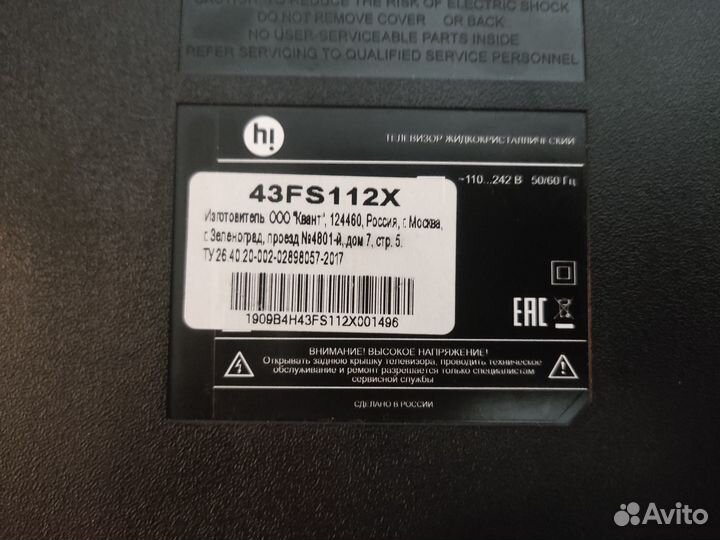 CAUTION TO REDUCE THE RISK OF ELECTRIC SHOCK
DO NOT REMOVE COVER OR BACK
NO USER-SERVICEABLE PARTS INSIDE
REFER SERVICING TO QUALIFIED SERVICE PERSONNEL
hi
ТЕЛЕВИЗОР ЖИДКОКРИСТАЛЛИЧЕСКИЙ
~110...242 В 50/60 Гц
43FS112X
Изготовитель: ООО "Квант", 124460, Россия, г. Москва,
г. Зеленоград, проезд №4801-й, дом 7, стр. 5.
ТУ 26.40.20-002-02898057-2017
1909B4H43FS112X001496
EAC
ВНИМАНИЕ! ВЫСОКОЕ НАПРЯЖЕНИЕ!
Открывать заднюю крышку телевизора, проводить техническое
обслуживание и ремонт разрешается только специалистам
сервисной службы
СДЕЛАНО В РОССИИ
Avito